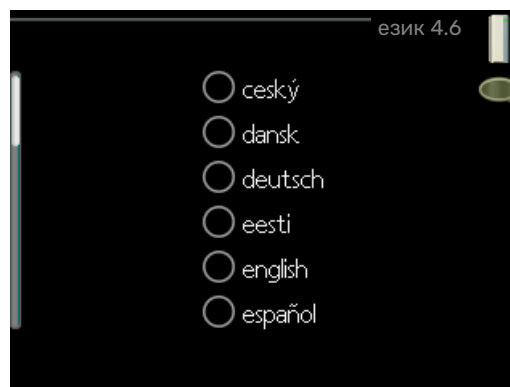 език 4.6
ceský
dansk
deutsch
eesti
english
español